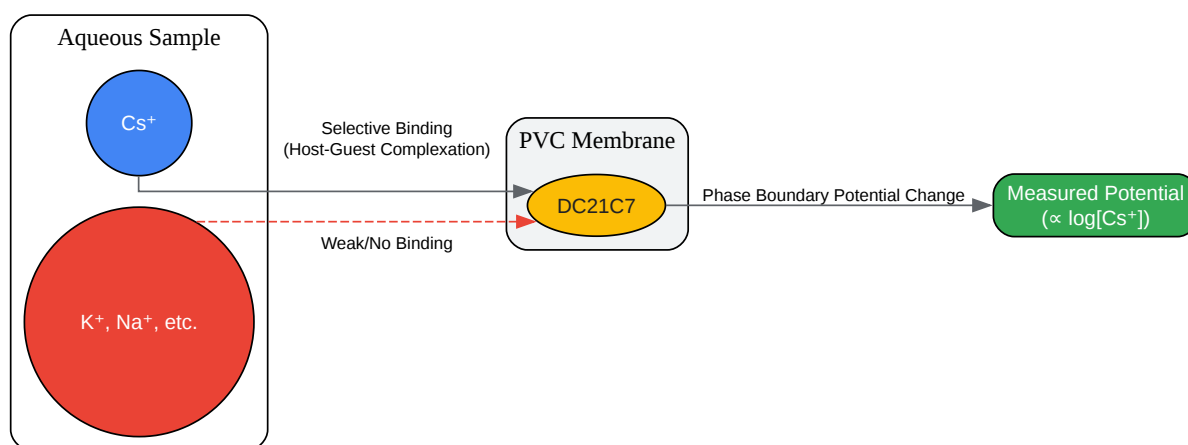 Aqueous Sample
Cs⁺
K⁺, Na⁺, etc.
Selective Binding
(Host-Guest Complexation)
Weak/No Binding
PVC Membrane
DC21C7
Phase Boundary Potential Change
Measured Potential
(∝ log[Cs⁺])